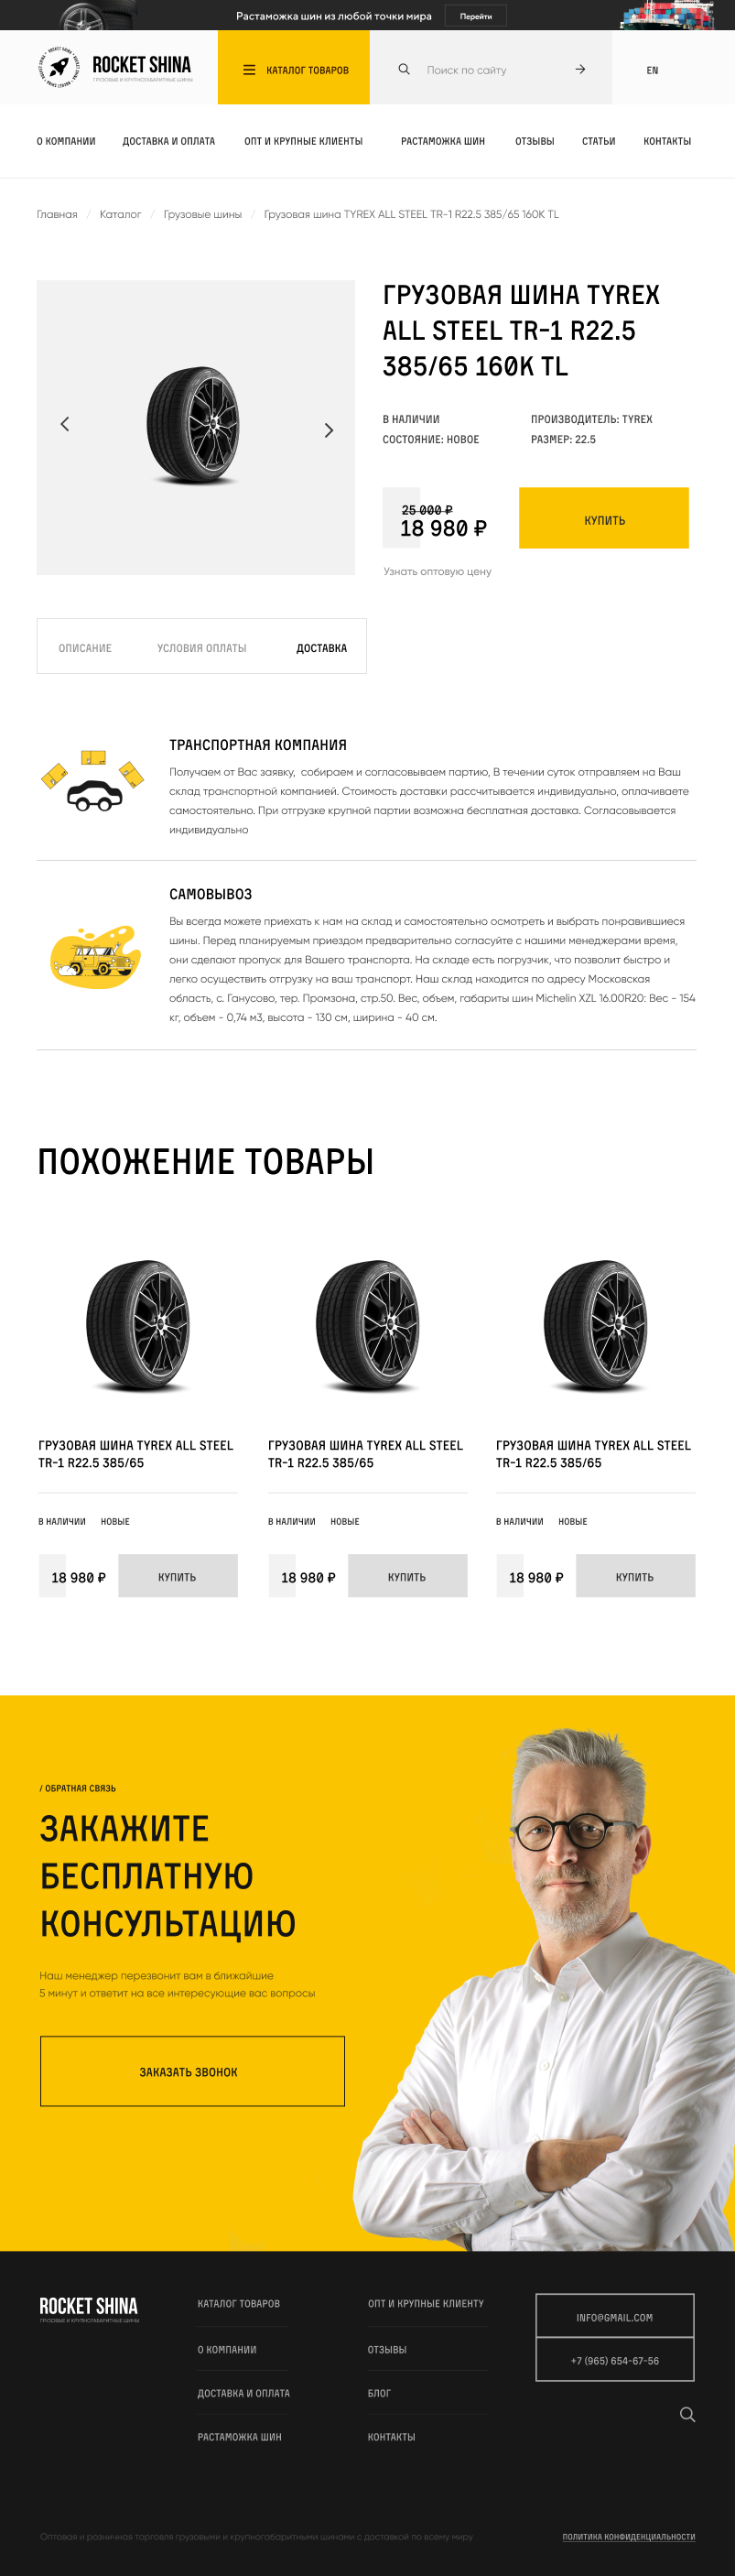 Растаможка шин из любой точки мира
Перейти
ROCKET SHINA
ГРУЗОВЫЕ И КРУПНОГАБАРИТНЫЕ ШИНЫ
КАТАЛОГ ТОВАРОВ
Поиск по сайту
EN
О КОМПАНИИ
ДОСТАВКА И ОПЛАТА
ОПТ И КРУПНЫЕ КЛИЕНТЫ
РАСТАМОЖКА ШИН
ОТЗЫВЫ
СТАТЬИ
КОНТАКТЫ
Главная / Каталог / Грузовые шины / Грузовая шина TYREX ALL STEEL TR-1 R22.5 385/65 160K TL
ГРУЗОВАЯ ШИНА TYREX
ALL STEEL TR-1 R22.5
385/65 160K TL
В НАЛИЧИИ
ПРОИЗВОДИТЕЛЬ: TYREX
СОСТОЯНИЕ: НОВОЕ
РАЗМЕР: 22.5
25 000 ₽
18 980 ₽
КУПИТЬ
Узнать оптовую цену
ОПИСАНИЕ
УСЛОВИЯ ОПЛАТЫ
ДОСТАВКА
ТРАНСПОРТНАЯ КОМПАНИЯ
Получаем от Вас заявку, собираем и согласовываем партию, В течении суток отправляем на Ваш
склад транспортной компанией. Стоимость доставки рассчитывается индивидуально, оплачиваете
самостоятельно. При отгрузке крупной партии возможна бесплатная доставка. Согласовывается
индивидуально
САМОВЫВОЗ
Вы всегда можете приехать к нам на склад и самостоятельно осмотреть и выбрать понравившиеся
шины. Перед планируемым приездом предварительно согласуйте с нашими менеджерами время,
они сделают пропуск для Вашего транспорта. На складе есть погрузчик, что позволит быстро и
легко осуществить отгрузку на ваш транспорт. Наш склад находится по адресу Московская
область, с. Ганусово, тер. Промзона, стр.50. Вес, объем, габариты шин Michelin XZL 16.00R20: Вес - 154
кг, объем - 0,74 м3, высота - 130 см, ширина - 40 см.
ПОХОЖЕНИЕ ТОВАРЫ
ГРУЗОВАЯ ШИНА TYREX ALL STEEL
TR-1 R22.5 385/65
В НАЛИЧИИ НОВЫЕ
18 980 ₽
КУПИТЬ
ГРУЗОВАЯ ШИНА TYREX ALL STEEL
TR-1 R22.5 385/65
В НАЛИЧИИ НОВЫЕ
18 980 ₽
КУПИТЬ
ГРУЗОВАЯ ШИНА TYREX ALL STEEL
TR-1 R22.5 385/65
В НАЛИЧИИ НОВЫЕ
18 980 ₽
КУПИТЬ
/ ОБРАТНАЯ СВЯЗЬ
ЗАКАЖИТЕ
БЕСПЛАТНУЮ
КОНСУЛЬТАЦИЮ
Наш менеджер перезвонит вам в ближайшие
5 минут и ответит на все интересующие вас вопросы
ЗАКАЗАТЬ ЗВОНОК
ROCKET SHINA
ГРУЗОВЫЕ И КРУПНОГАБАРИТНЫЕ ШИНЫ
КАТАЛОГ ТОВАРОВ
О КОМПАНИИ
ДОСТАВКА И ОПЛАТА
РАСТАМОЖКА ШИН
ОПТ И КРУПНЫЕ КЛИЕНТУ
ОТЗЫВЫ
БЛОГ
КОНТАКТЫ
INFO@GMAIL.COM
+7 (965) 654-67-56
Оптовая и розничная торговля грузовыми и крупногабаритными шинами с доставкой по всему миру
ПОЛИТИКА КОНФИДЕНЦИАЛЬНОСТИ